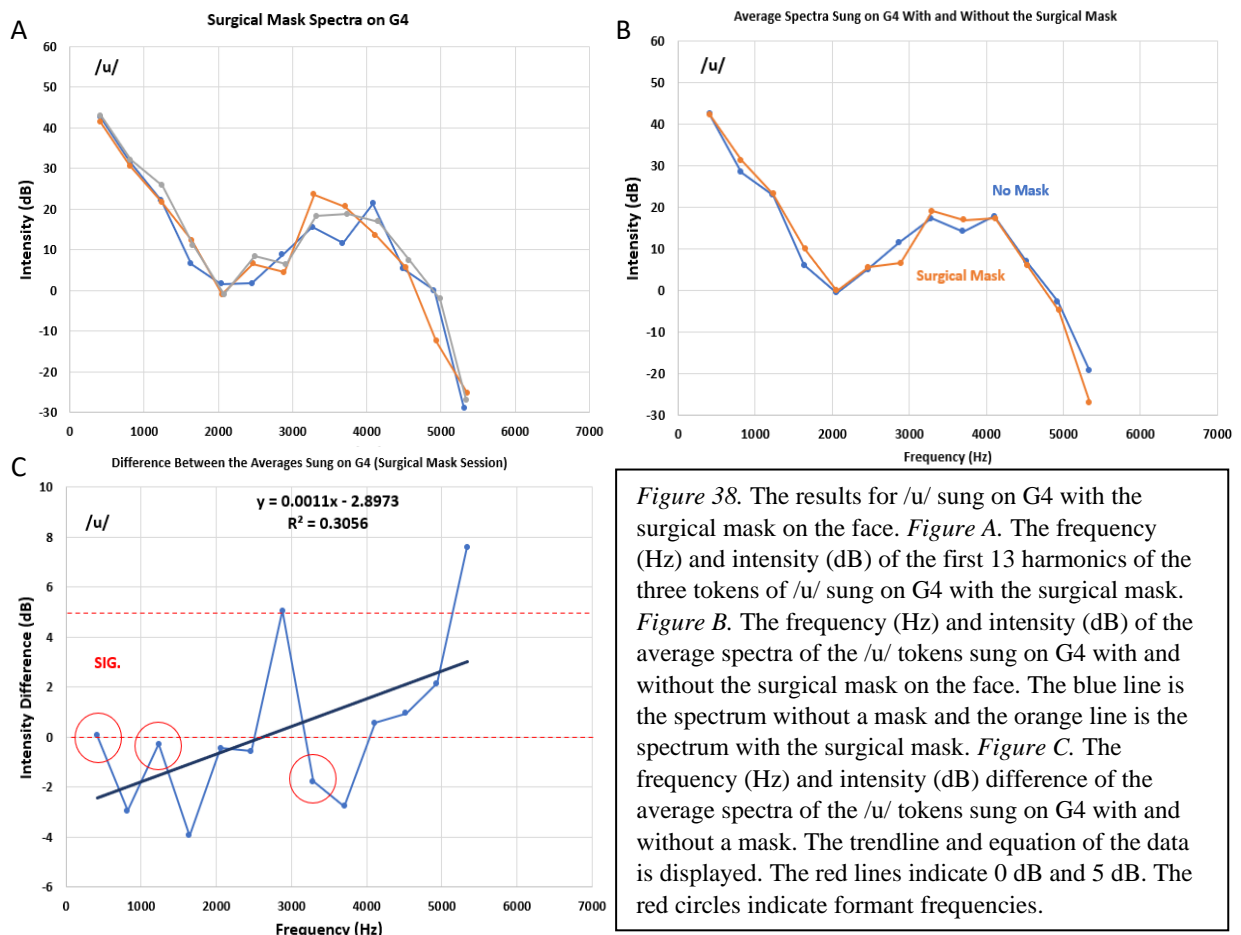 A
Surgical Mask Spectra on G4
/u/
60
50
40
30
20
10
0
-10
-20
-30
Intensity (dB)
0 1000 2000 3000 4000 5000 6000 7000
B
Average Spectra Sung on G4 With and Without the Surgical Mask
/u/
60
50
40
30
20
10
0
-10
-20
-30
Intensity (dB)
No Mask
Surgical Mask
0 1000 2000 3000 4000 5000 6000 7000
Frequency (Hz)
C
Difference Between the Averages Sung on G4 (Surgical Mask Session)
/u/
y = 0.0011x - 2.8973
R² = 0.3056
10
8
6
4
2
0
-2
-4
-6
Intensity Difference (dB)
SIG.
0 1000 2000 3000 4000 5000 6000 7000
Frequency (Hz)
Figure 38. The results for /u/ sung on G4 with the
surgical mask on the face. Figure A. The frequency
(Hz) and intensity (dB) of the first 13 harmonics of the
three tokens of /u/ sung on G4 with the surgical mask.
Figure B. The frequency (Hz) and intensity (dB) of the
average spectra of the /u/ tokens sung on G4 with and
without the surgical mask on the face. The blue line is
the spectrum without a mask and the orange line is the
spectrum with the surgical mask. Figure C. The
frequency (Hz) and intensity (dB) difference of the
average spectra of the /u/ tokens sung on G4 with and
without a mask. The trendline and equation of the data
is displayed. The red lines indicate 0 dB and 5 dB. The
red circles indicate formant frequencies.